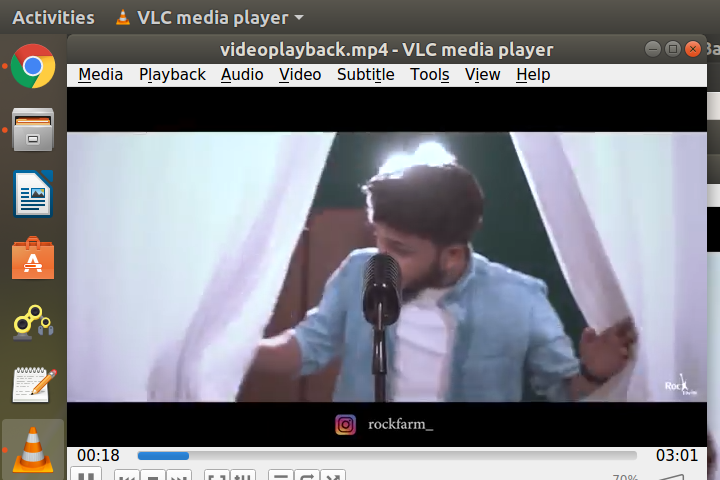 Activities VLC media player
videoplayback.mp4 - VLC media player
Media Playback Audio Video Subtitle Tools View Help
Rock
rockfarm_
00:18 03:01
70%